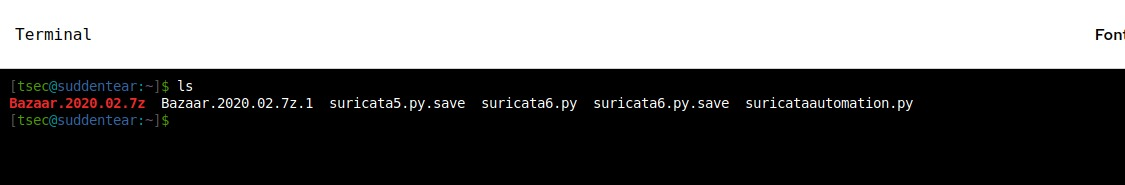 Terminal
Font
[tsec@suddentear:~]$ ls
Bazaar.2020.02.7z  Bazaar.2020.02.7z.1  suricata5.py.save  suricata6.py  suricata6.py.save  suricataautomation.py
[tsec@suddentear:~]$